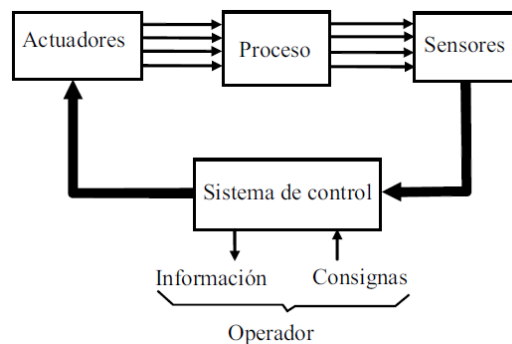 Actuadores
Proceso
Sensores
Sistema de control
Información
Consignas
Operador